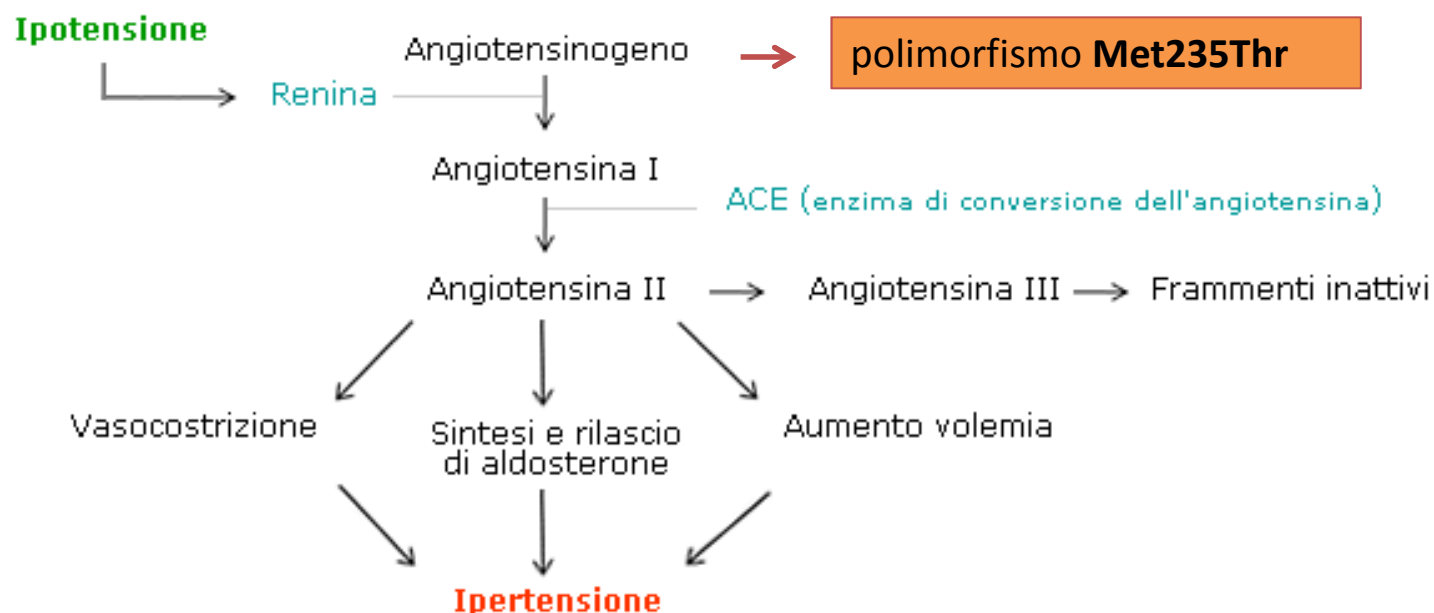 Ipotensione
Angiotensinogeno
polimorfismo Met235Thr
Renina
Angiotensina I
ACE (enzima di conversione dell'angiotensina)
Angiotensina II
Angiotensina III
Frammenti inattivi
Vasocostrizione
Sintesi e rilascio
di aldosterone
Aumento volemia
Ipertensione